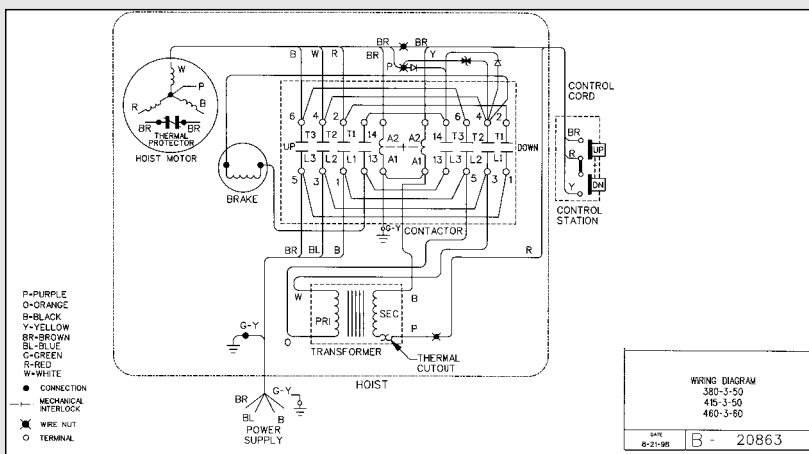 BR
BR
B
W
R
Y
P
W
P
R
B
BR
BR
THERMAL
PROTECTOR
HOIST MOTOR
BRAKE
6
4
2
6
4
2
T3
T2
T1
14
A2
A2
14
T3
T2
T1
UP
DOWN
L3
L2
L1
13
A1
A1
13
L3
L2
L1
5
3
1
5
3
1
G-Y
CONTACTOR
BR
BL
B
R
CONTROL
CORD
BR
R
Y
UP
DN
CONTROL
STATION
W
B
PRI
SEC
O
P
TRANSFORMER
THERMAL
CUTOUT
HOIST
G-Y
G-Y
BR
BL
B
POWER
SUPPLY
P-PURPLE
O-ORANGE
B-BLACK
Y-YELLOW
BR-BROWN
BL-BLUE
G-GREEN
R-RED
W-WHITE
CONNECTION
MECHANICAL
INTERLOCK
WIRE NUT
TERMINAL
WIRING DIAGRAM
380-3-50
415-3-50
460-3-60
DATE
8-21-98
B - 20863